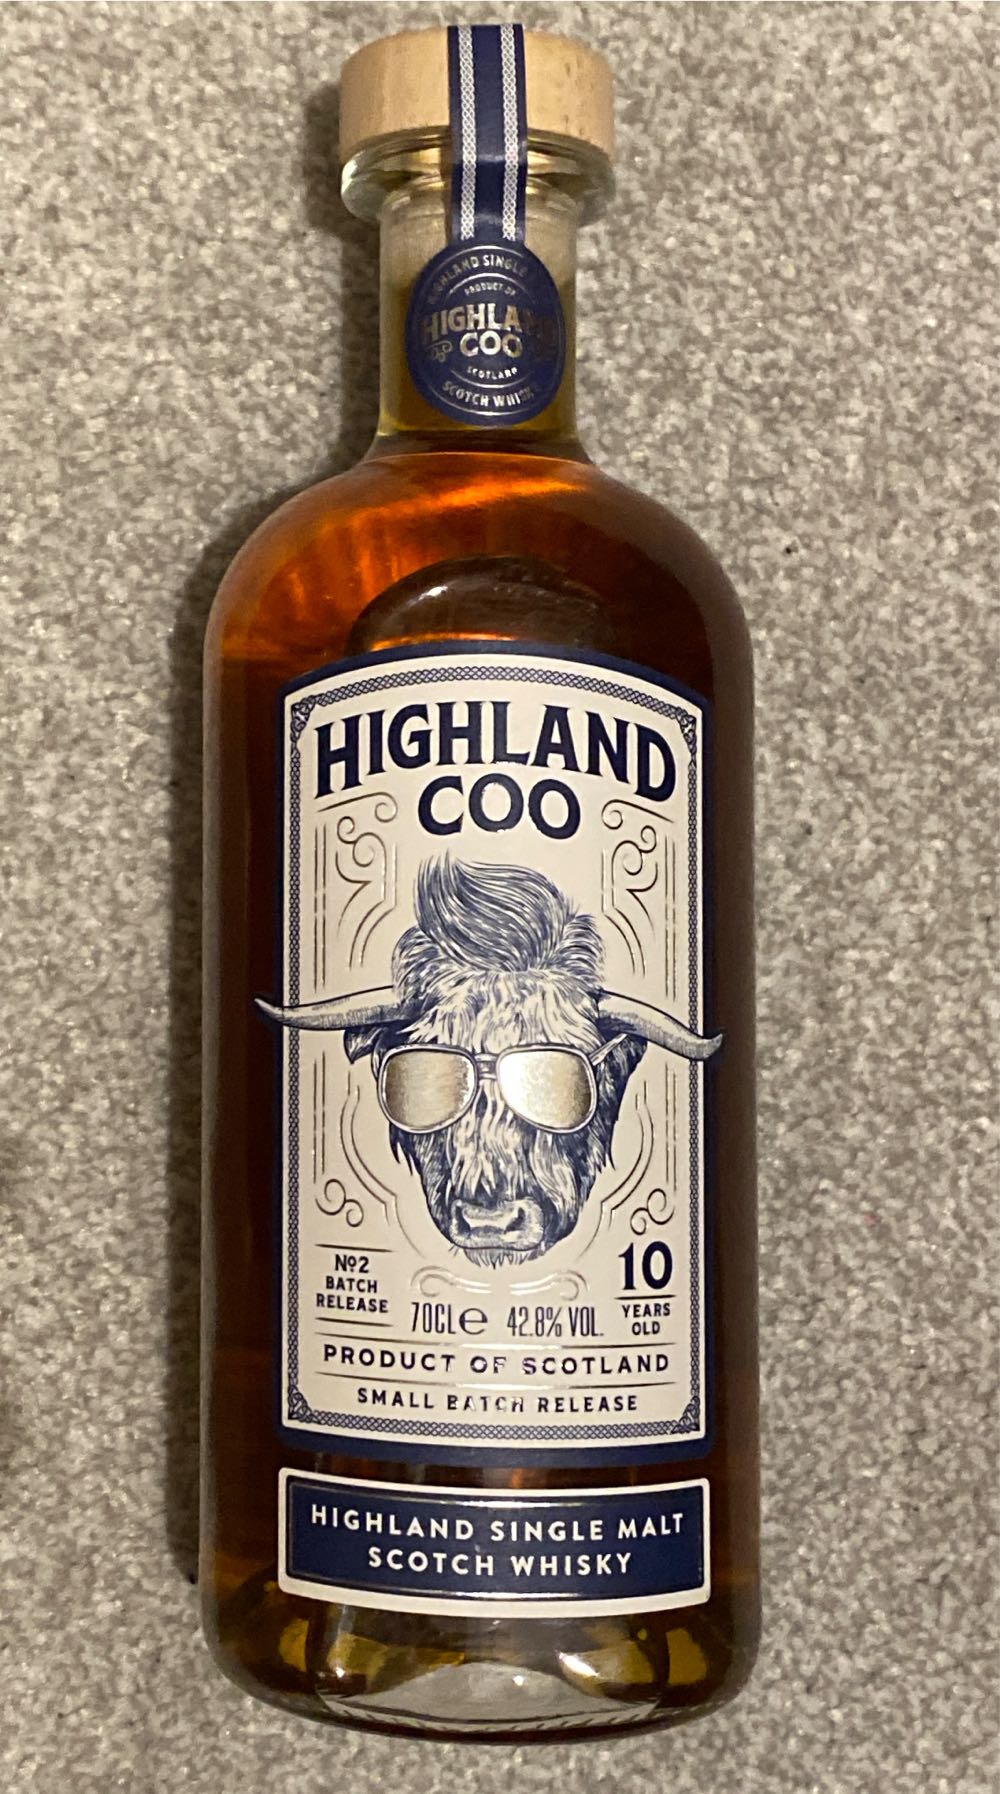 HIGHLAND SINGLE
PRODUCT OF
HIGHLAND
COO
SCOTLAND
SCOTCH WHISKY
HIGHLAND
COO
Nº2
BATCH
RELEASE
70CL℮ 42.8% VOL.
10
YEARS
OLD
PRODUCT OF SCOTLAND
SMALL BATCH RELEASE
HIGHLAND SINGLE MALT
SCOTCH WHISKY